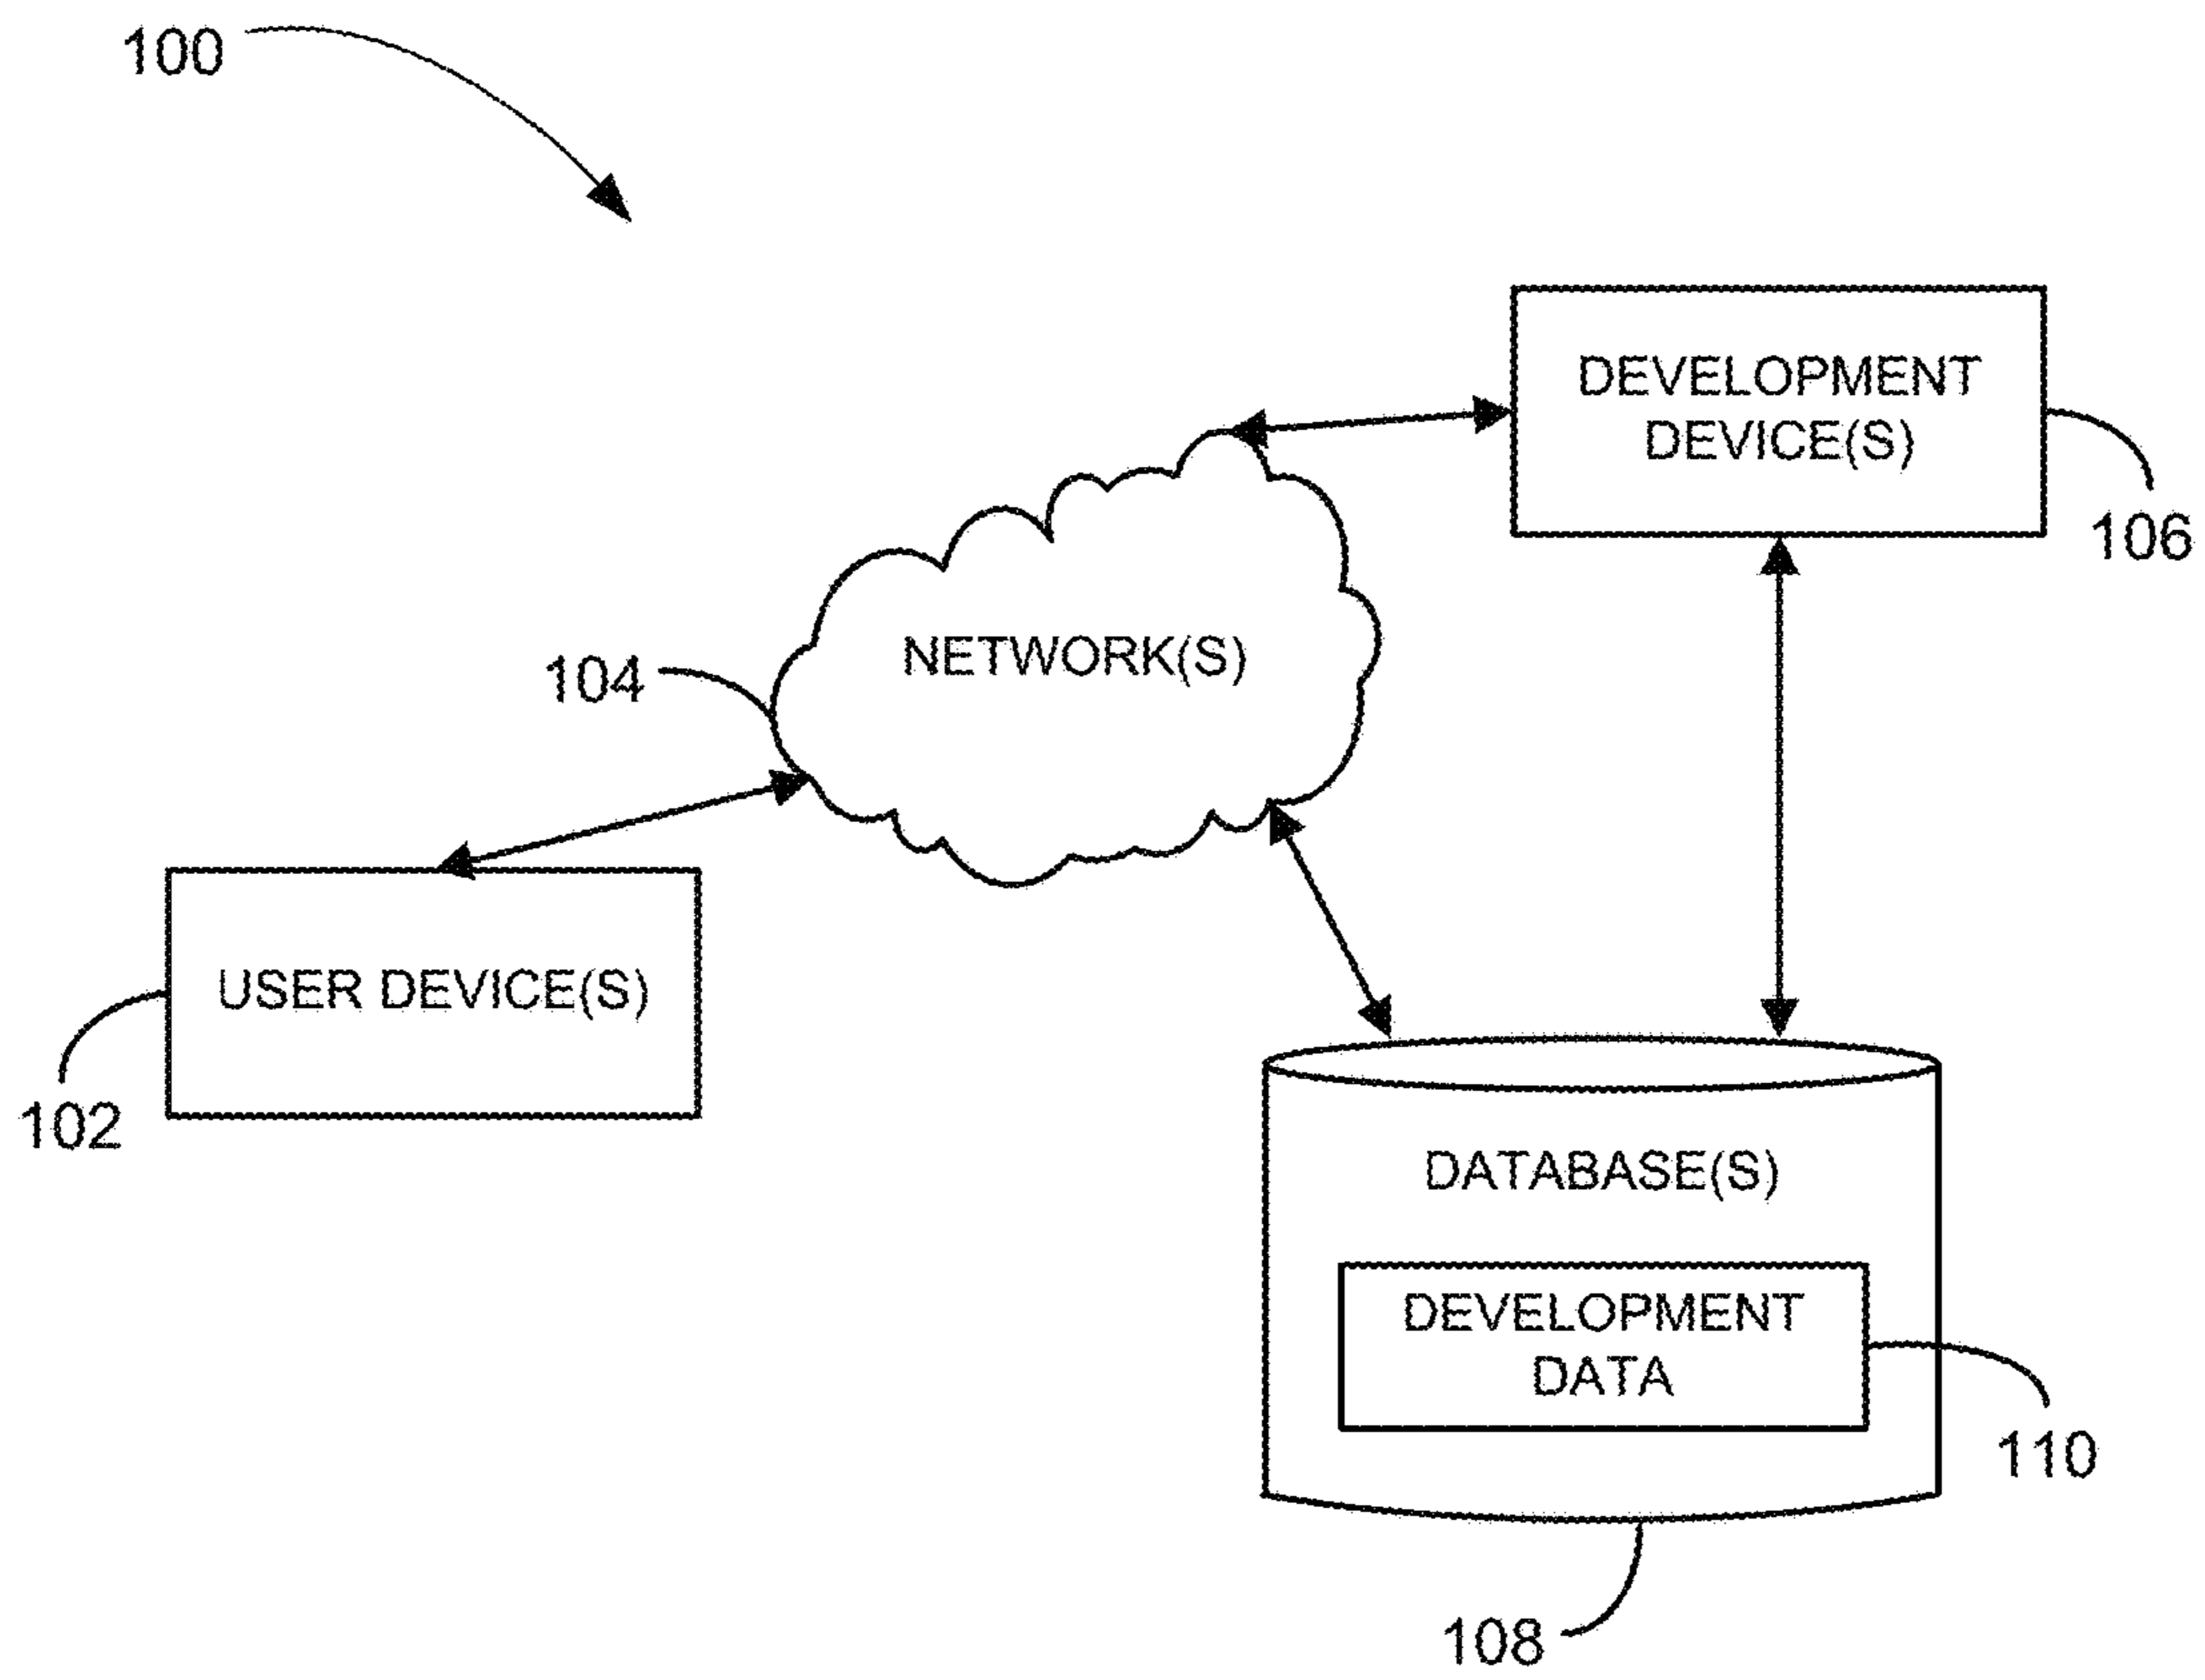 100
DEVELOPMENT
DEVICE(S)
106
NETWORK(S)
104
USER DEVICE(S)
102
DATABASE(S)
DEVELOPMENT
DATA
110
108